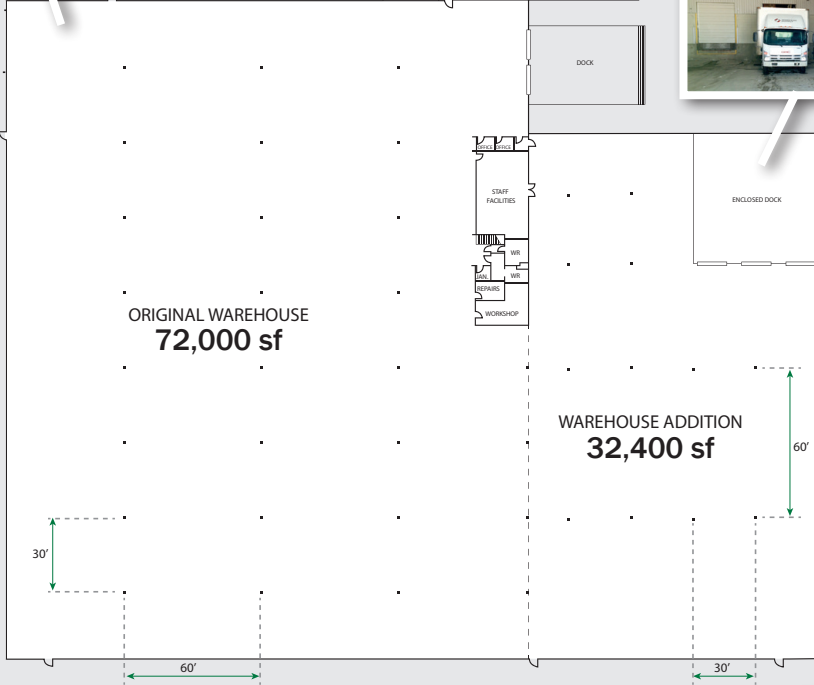 DOCK
OFFICE OFFICE
STAFF
FACILITIES
ENCLOSED DOCK
WR
JAN.
WR
REPAIRS
WORKSHOP
ORIGINAL WAREHOUSE
72,000 sf
WAREHOUSE ADDITION
32,400 sf
60’
30’
60’
30’